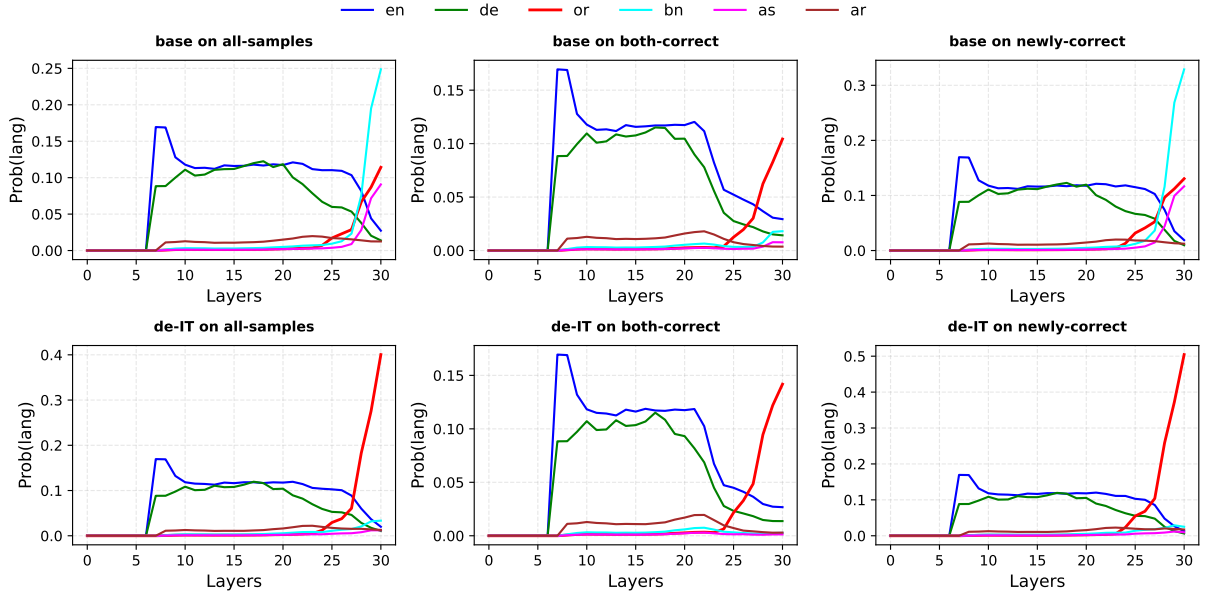 en de or bn as ar
base on all-samples
0.25
0.20
0.15
0.10
0.05
0.00
Prob(lang)
0 5 10 15 20 25 30
Layers
base on both-correct
0.15
0.10
0.05
0.00
Prob(lang)
0 5 10 15 20 25 30
Layers
base on newly-correct
0.3
0.2
0.1
0.0
Prob(lang)
0 5 10 15 20 25 30
Layers
de-IT on all-samples
0.4
0.3
0.2
0.1
0.0
Prob(lang)
0 5 10 15 20 25 30
Layers
de-IT on both-correct
0.15
0.10
0.05
0.00
Prob(lang)
0 5 10 15 20 25 30
Layers
de-IT on newly-correct
0.5
0.4
0.3
0.2
0.1
0.0
Prob(lang)
0 5 10 15 20 25 30
Layers